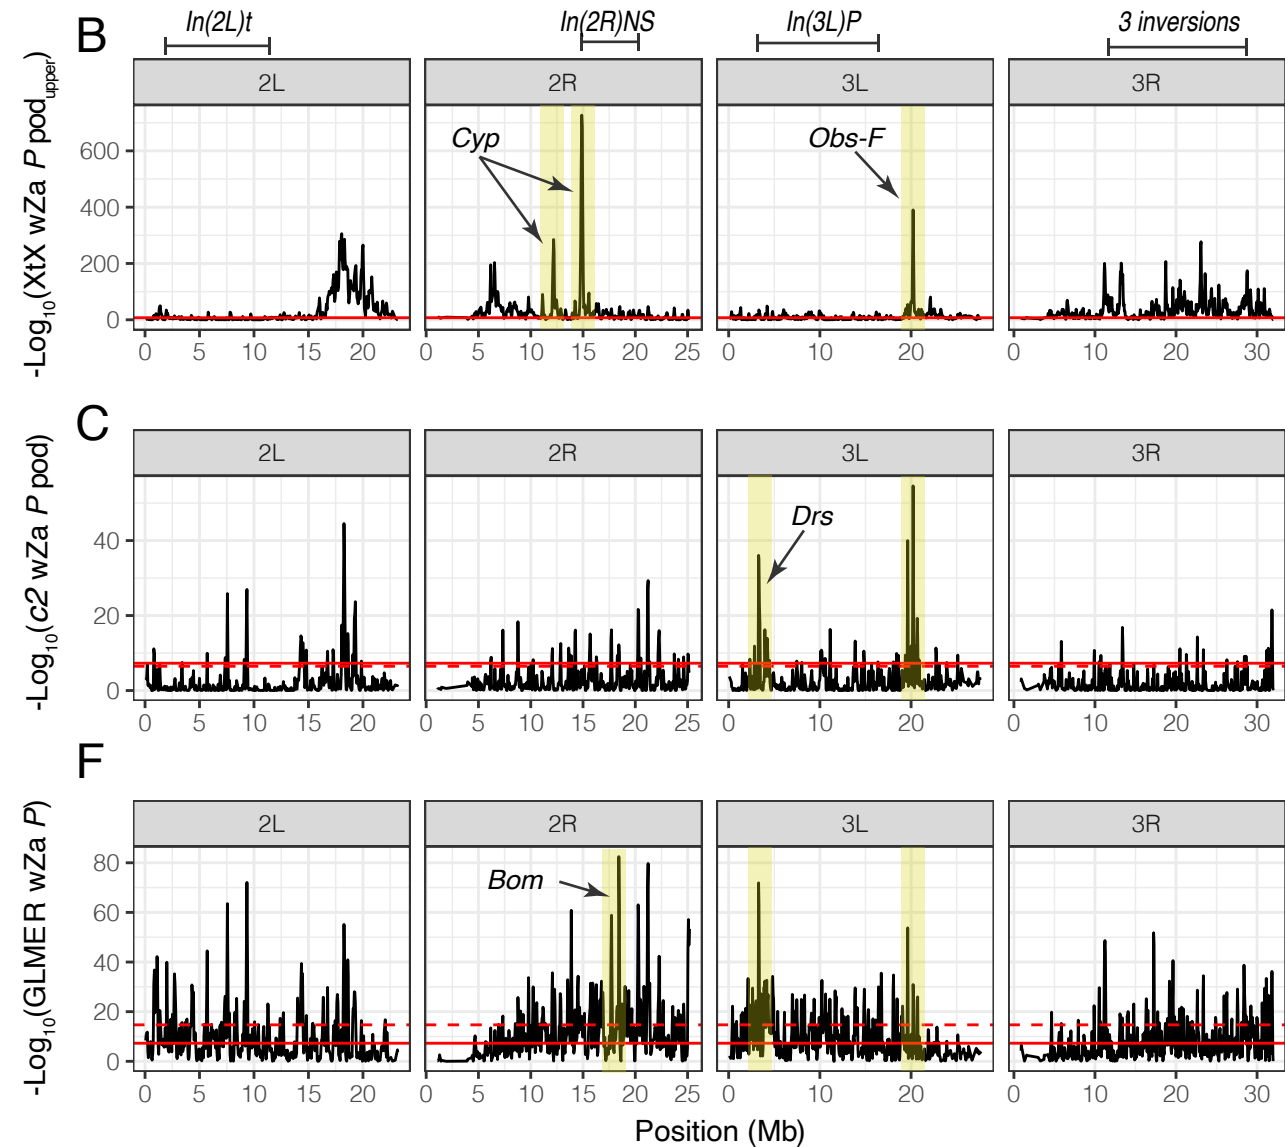 B
In(2L)t In(2R)NS In(3L)P 3 inversions
2L 2R 3L 3R
-Log10(XtX wZa P podupper)
600
400
200
0
Cyp
Obs-F
0 5 10 15 20 0 5 10 15 20 25 0 10 20 0 10 20 30
C
2L 2R 3L 3R
-Log10(c2 wZa P pod)
40
20
0
Drs
0 5 10 15 20 0 5 10 15 20 25 0 10 20 0 10 20 30
F
2L 2R 3L 3R
-Log10(GLMER wZa P)
80
60
40
20
0
Bom
0 5 10 15 20 0 5 10 15 20 25 0 10 20 0 10 20 30
Position (Mb)